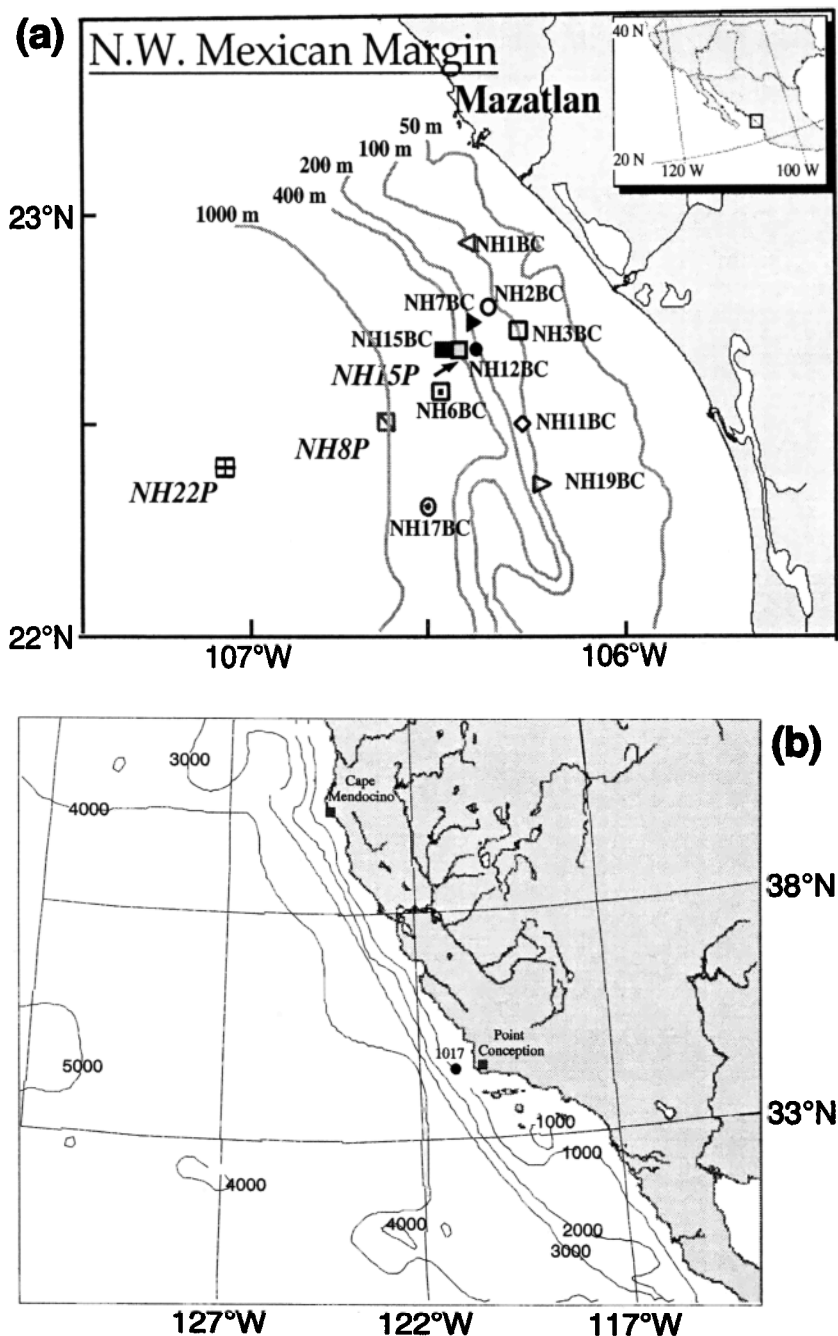 (a)
N.W. Mexican Margin
Mazatlan
40 N
20 N
120 W
100 W
50 m
100 m
200 m
400 m
1000 m
23°N
NH1BC
NH2BC
NH7BC
NH3BC
NH15BC
NH12BC
NH15P
NH6BC
NH11BC
NH8P
NH22P
NH19BC
NH17BC
22°N
107°W
106°W
(b)
3000
Cape
Mendocino
4000
38°N
Point
Conception
1017
5000
33°N
1000
1000
4000
4000
2000
3000
127°W
122°W
117°W